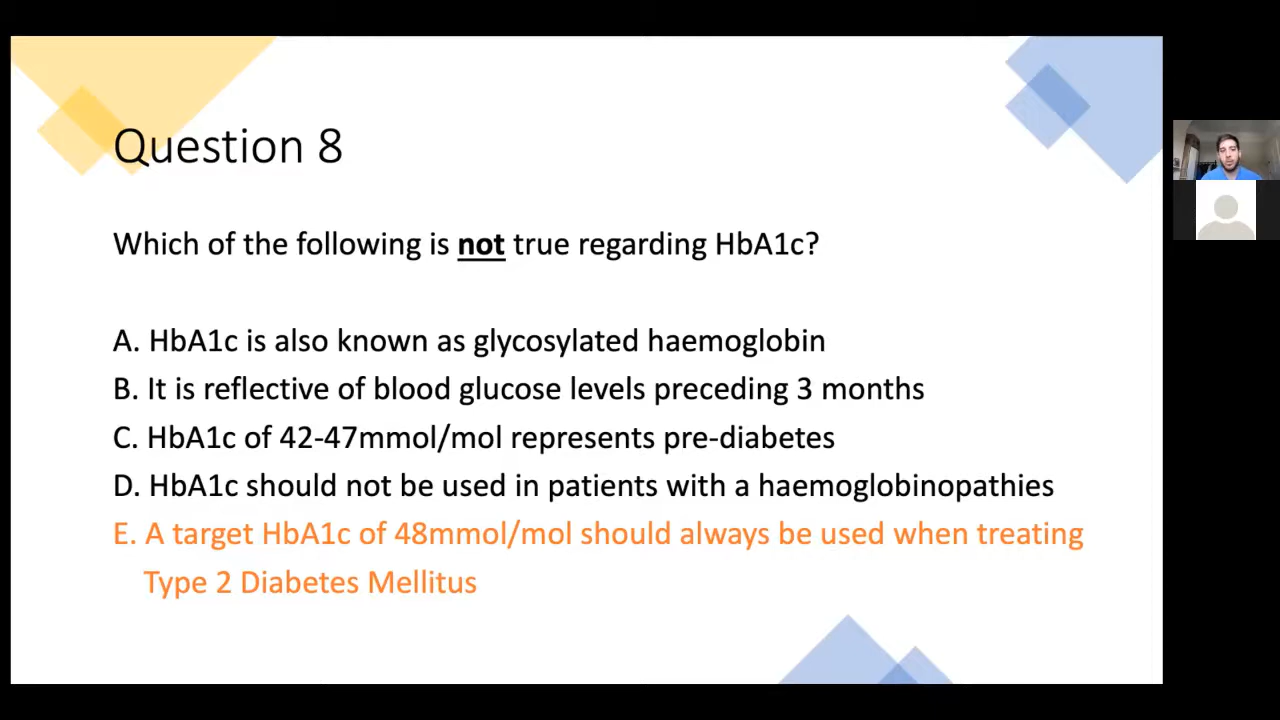 Question 8
Which of the following is not true regarding HbA1c?
A. HbA1c is also known as glycosylated haemoglobin
B. It is reflective of blood glucose levels preceding 3 months
C. HbA1c of 42-47mmol/mol represents pre-diabetes
D. HbA1c should not be used in patients with a haemoglobinopathies
E. A target HbA1c of 48mmol/mol should always be used when treating
Type 2 Diabetes Mellitus